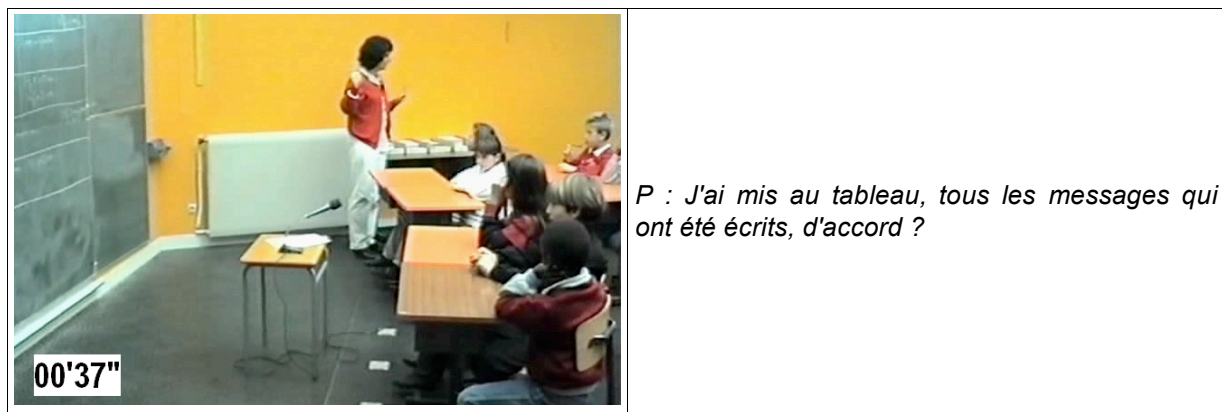 P : J'ai mis au tableau, tous les messages qui
ont été écrits, d'accord ?
00'37"